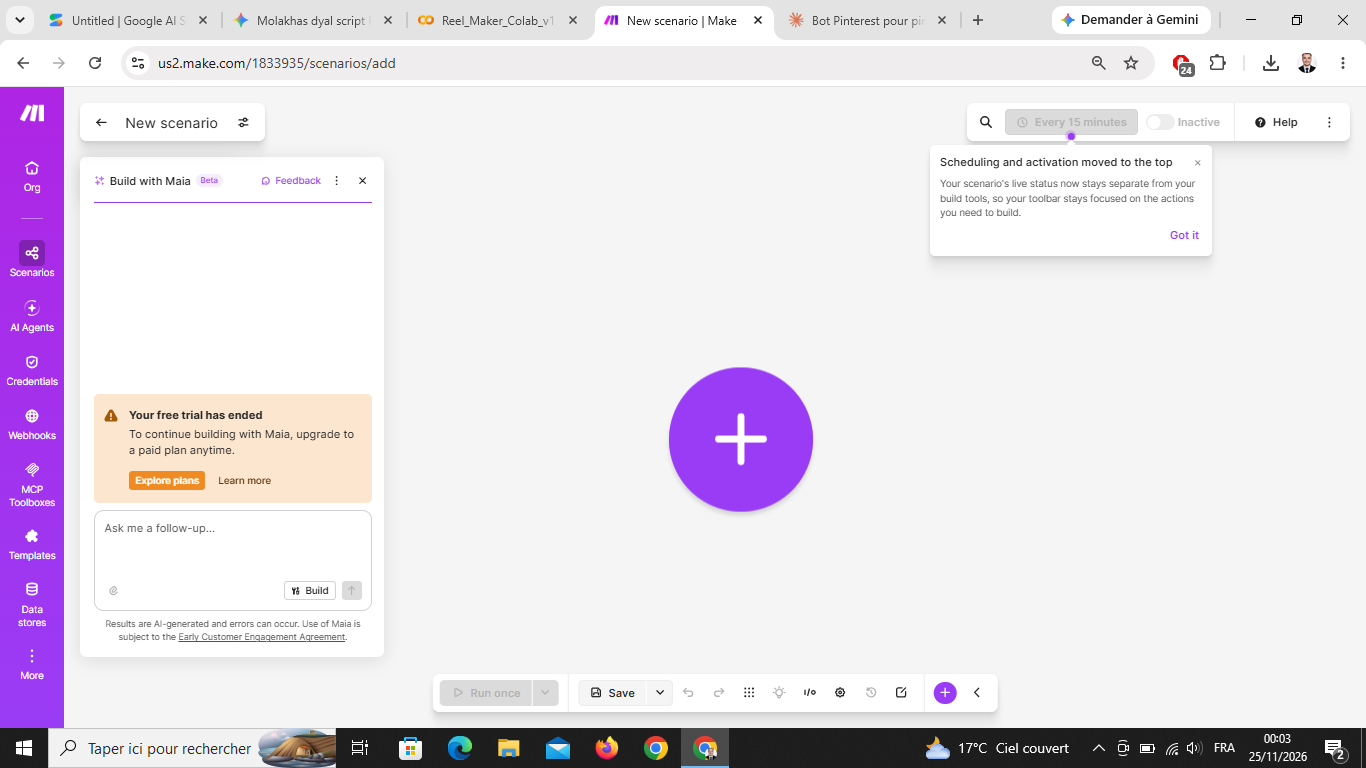 Untitled | Google AI S
Molakhas dyal script
Reel_Maker_Colab_v1
New scenario | Make
Bot Pinterest pour pi
Demander à Gemini
us2.make.com/1833935/scenarios/add
24
New scenario
Every 15 minutes
Inactive
Help
Org
Scenarios
AI Agents
Credentials
Webhooks
MCP
Toolboxes
Templates
Data
stores
More
Build with Maia
Beta
Feedback
Scheduling and activation moved to the top
Your scenario's live status now stays separate from your
build tools, so your toolbar stays focused on the actions
you need to build.
Got it
Your free trial has ended
To continue building with Maia, upgrade to
a paid plan anytime.
Explore plans
Learn more
Ask me a follow-up...
Build
Results are AI-generated and errors can occur. Use of Maia is
subject to the Early Customer Engagement Agreement.
Run once
Save
Taper ici pour rechercher
17°C Ciel couvert
FRA
00:03
25/11/2026
2